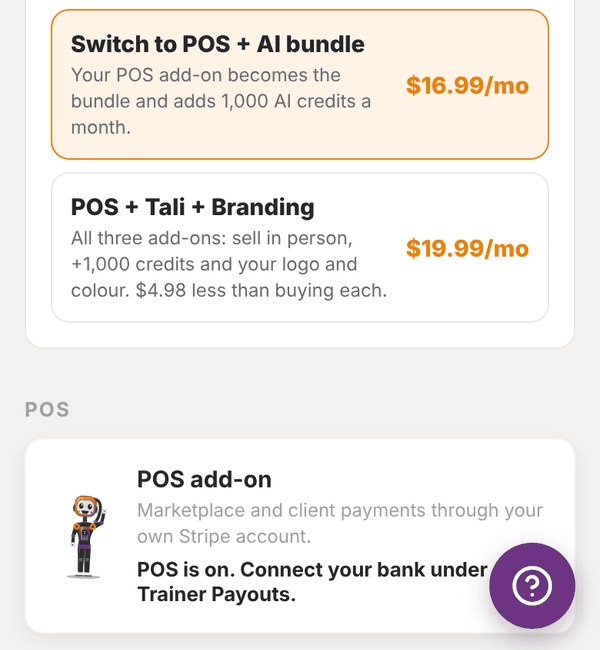 Switch to POS + AI bundle
Your POS add-on becomes the
bundle and adds 1,000 AI credits a
month.
$16.99/mo
POS + Tali + Branding
All three add-ons: sell in person,
+1,000 credits and your logo and
colour. $4.98 less than buying each.
$19.99/mo
POS
POS add-on
Marketplace and client payments through your
own Stripe account.
POS is on. Connect your bank under
Trainer Payouts.
?